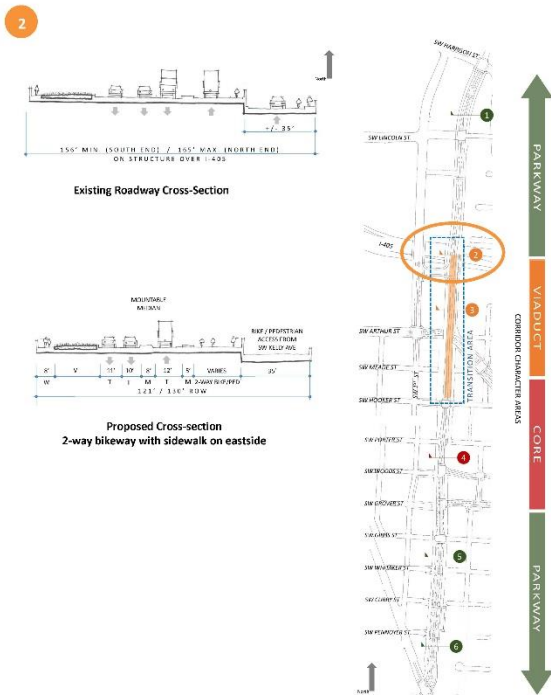 2
North
+/- 35'
156' MIN. (SOUTH END) / 165' MAX. (NORTH END)
ON STRUCTURE OVER I-405
Existing Roadway Cross-Section
MOUNTABLE
MEDIAN
BIKE / PEDESTRIAN
ACCESS FROM
SW KELLY AVE
8' V 11' 10' 8' 12' 5' VARIES 35'
W T T M T M 2-WAY BIKE/PED
121' / 130' ROW
Proposed Cross-section
2-way bikeway with sidewalk on eastside
SW HARRISON ST
1
SW LINCOLN ST
I-405
2
3
SW ARTHUR ST
SW MEADE ST
SW HOOKER ST
TRANSITION AREA
SW PORTER ST
4
SW WOODS ST
SW GROVER ST
SW GIBBS ST
5
SW WHITAKER ST
SW CURRY ST
SW PENNOYER ST
6
North
CORRIDOR CHARACTER AREAS
PARKWAY
VIADUCT
CORE
PARKWAY